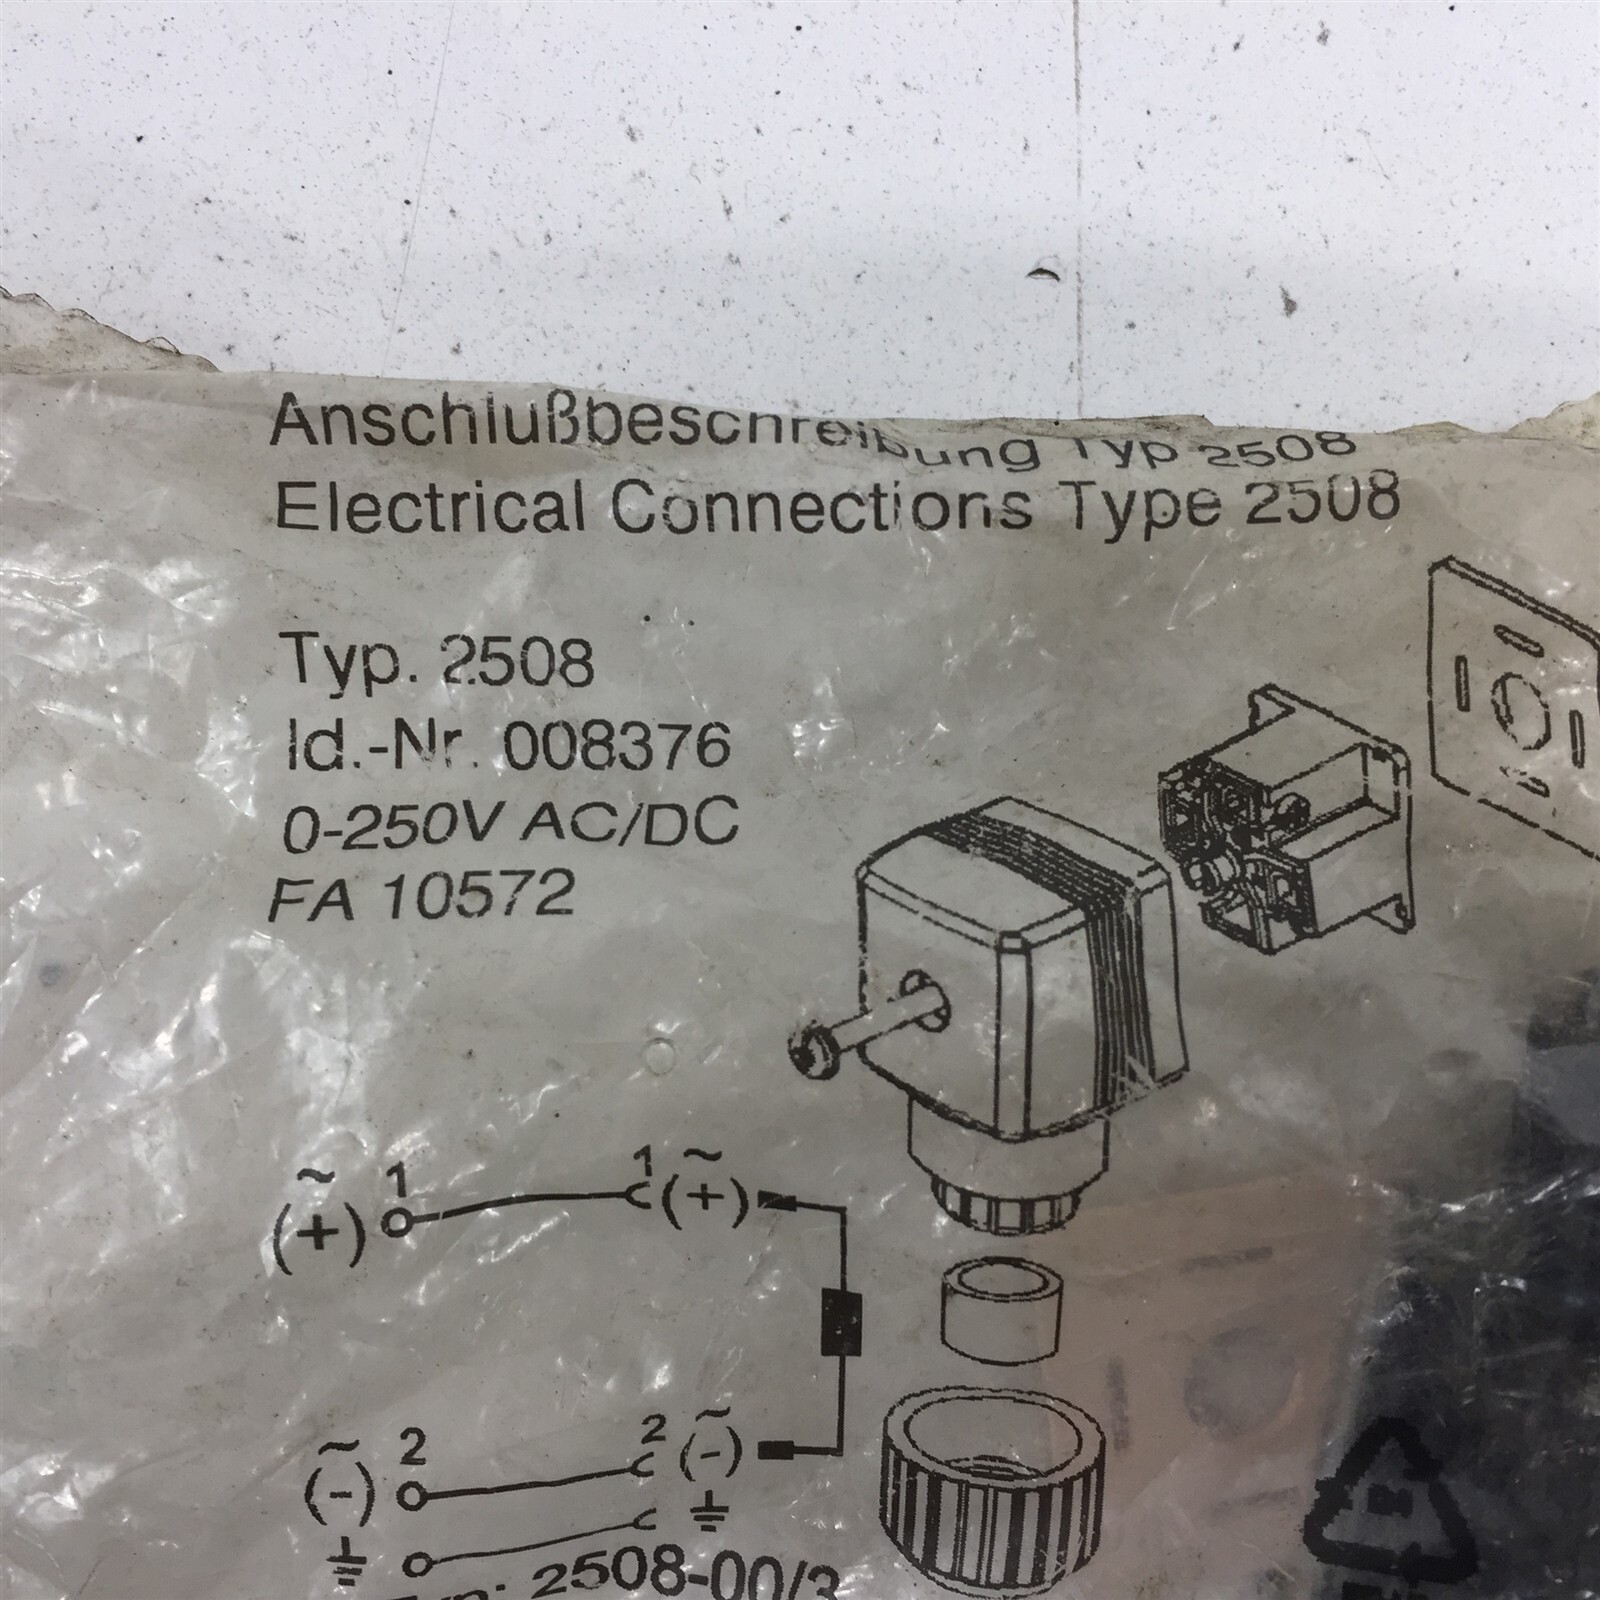 Anschlußbeschreibung Typ 2508
Electrical Connections Type 2508
Typ. 2508
Id.-Nr. 008376
0-250V AC/DC
FA 10572
~ 1 1 ~
(+) (+)
~ 2 2 ~
(-) (-)
2508-00/3